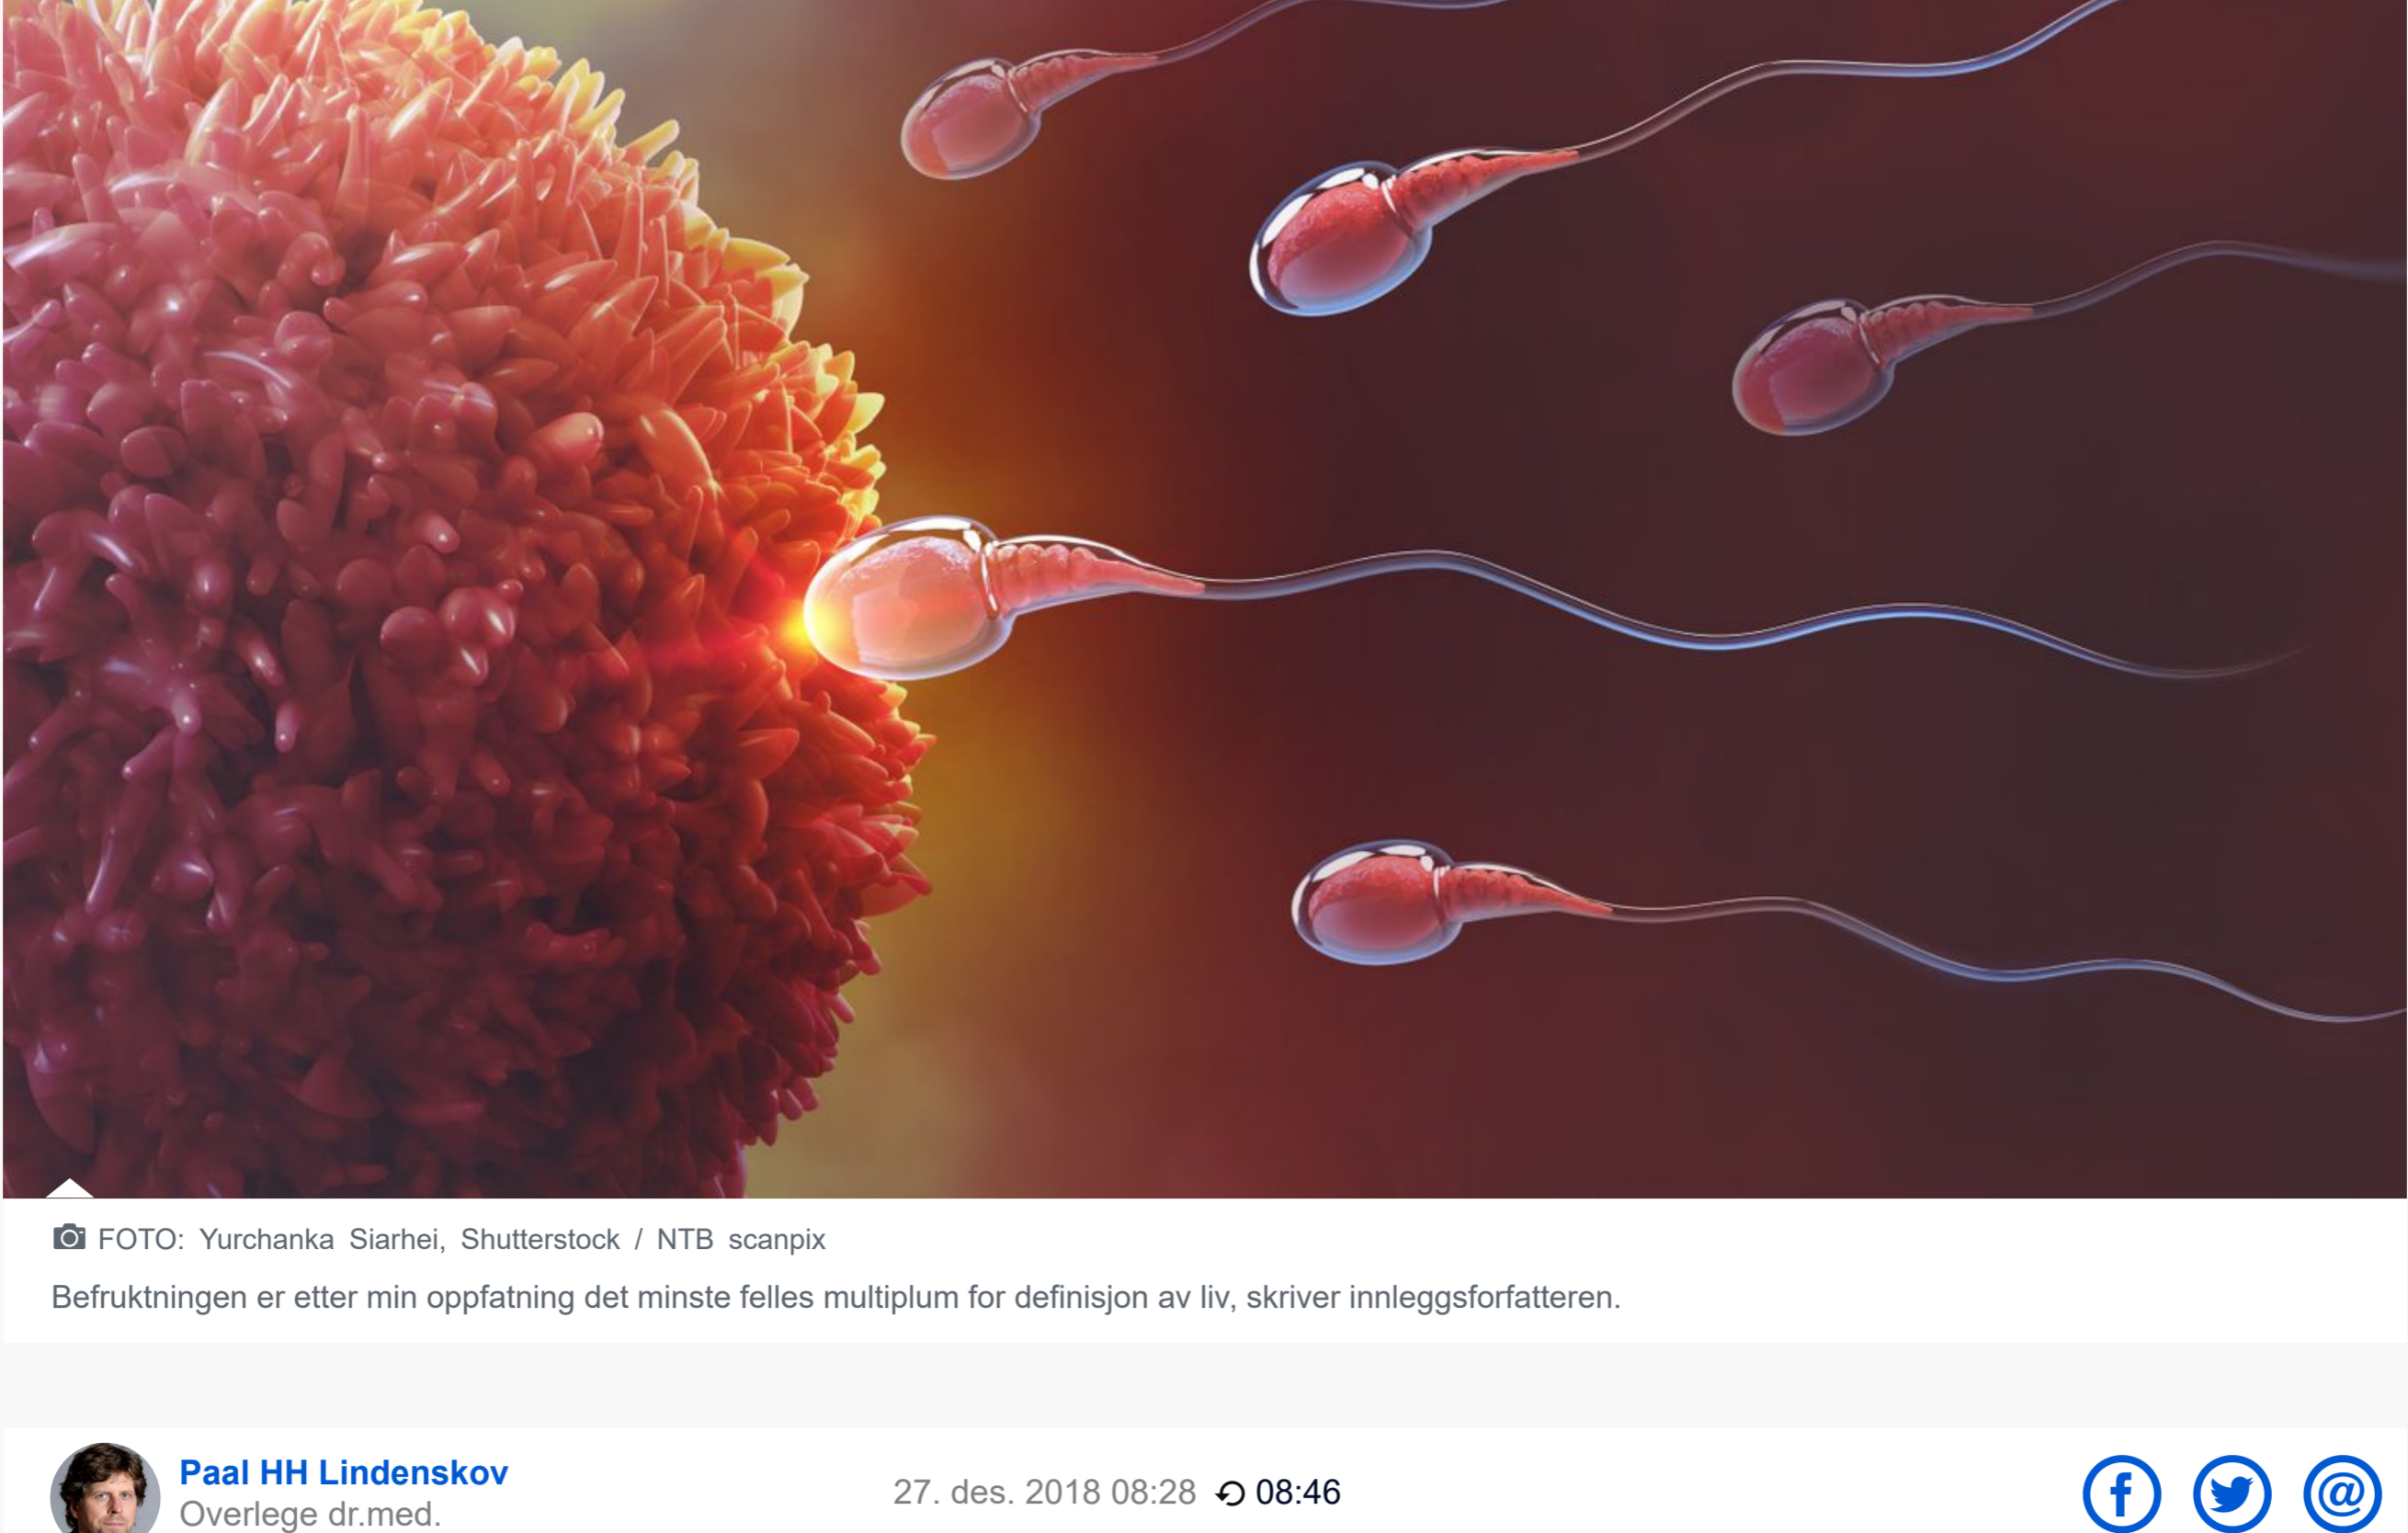 FOTO: Yurchanka Siarhei, Shutterstock / NTB scanpix
Befruktningen er etter min oppfatning det minste felles multiplum for definisjon av liv, skriver innleggsforfatteren.
Paal HH Lindenskov
27. des. 2018 08:28 08:46
Overlege dr.med.